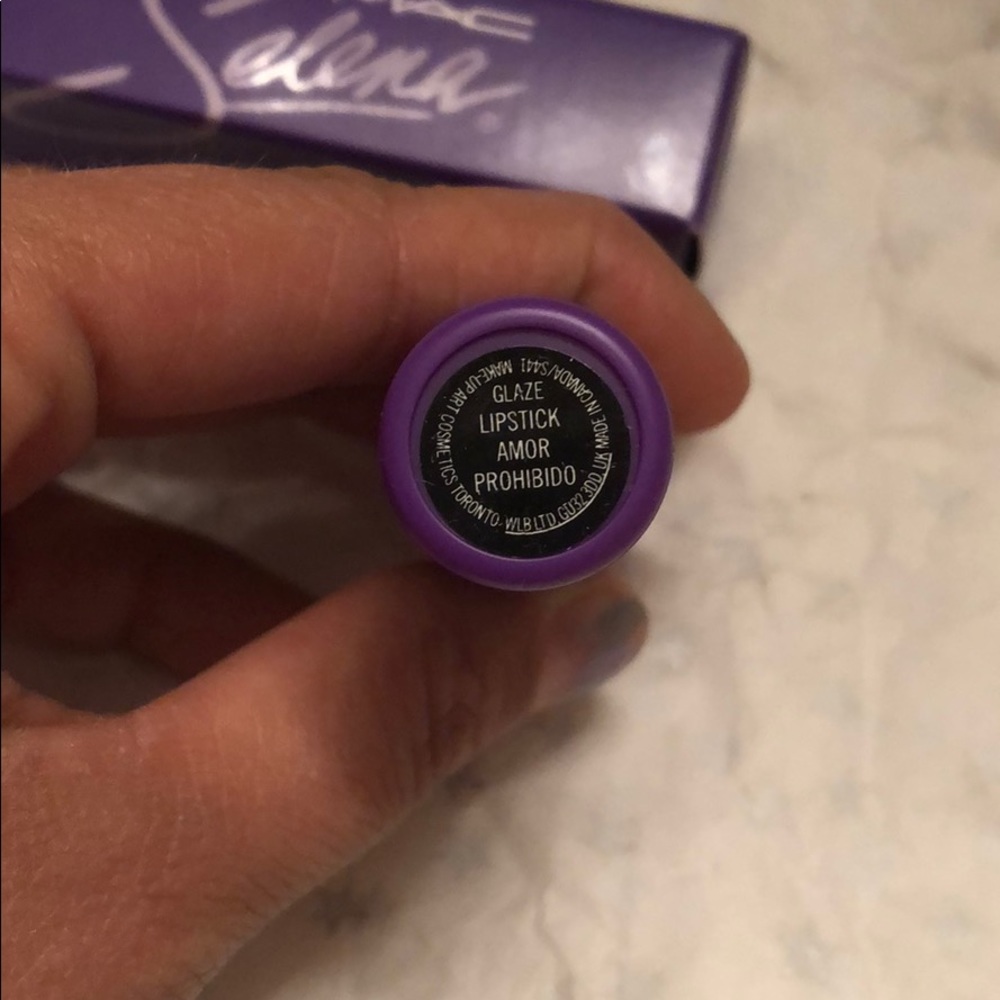 MAC
Selena
GLAZE
LIPSTICK
AMOR
PROHIBIDO
MAKE-UP ART COSMETICS TORONTO· WLB LTD. GU32 3DD UK MADE IN CANADA/S441